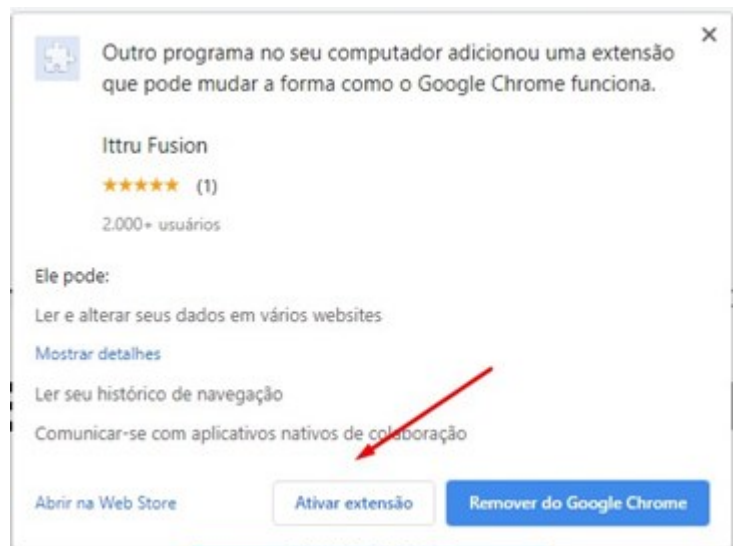 Outro programa no seu computador adicionou uma extensão
que pode mudar a forma como o Google Chrome funciona.
Ittru Fusion
★★★★★ (1)
2.000+ usuários
Ele pode:
Ler e alterar seus dados em vários websites
Mostrar detalhes
Ler seu histórico de navegação
Comunicar-se com aplicativos nativos de colaboração
Abrir na Web Store
Ativar extensão
Remover do Google Chrome